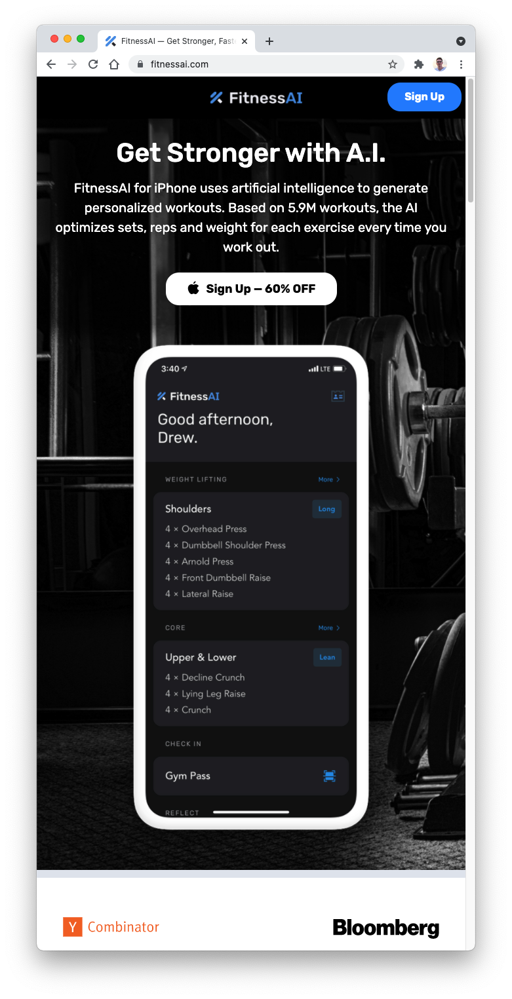 FitnessAI — Get Stronger, Fast
fitnessai.com
FitnessAI
Sign Up
Get Stronger with A.I.
FitnessAI for iPhone uses artificial intelligence to generate
personalized workouts. Based on 5.9M workouts, the AI
optimizes sets, reps and weight for each exercise every time you
work out.
Sign Up — 60% OFF
3:40
LTE
FitnessAI
Good afternoon,
Drew.
WEIGHT LIFTING
More
Shoulders
Long
4 × Overhead Press
4 × Dumbbell Shoulder Press
4 × Arnold Press
4 × Front Dumbbell Raise
4 × Lateral Raise
CORE
More
Upper & Lower
Lean
4 × Decline Crunch
4 × Lying Leg Raise
4 × Crunch
CHECK IN
Gym Pass
REFLECT
Y Combinator
Bloomberg